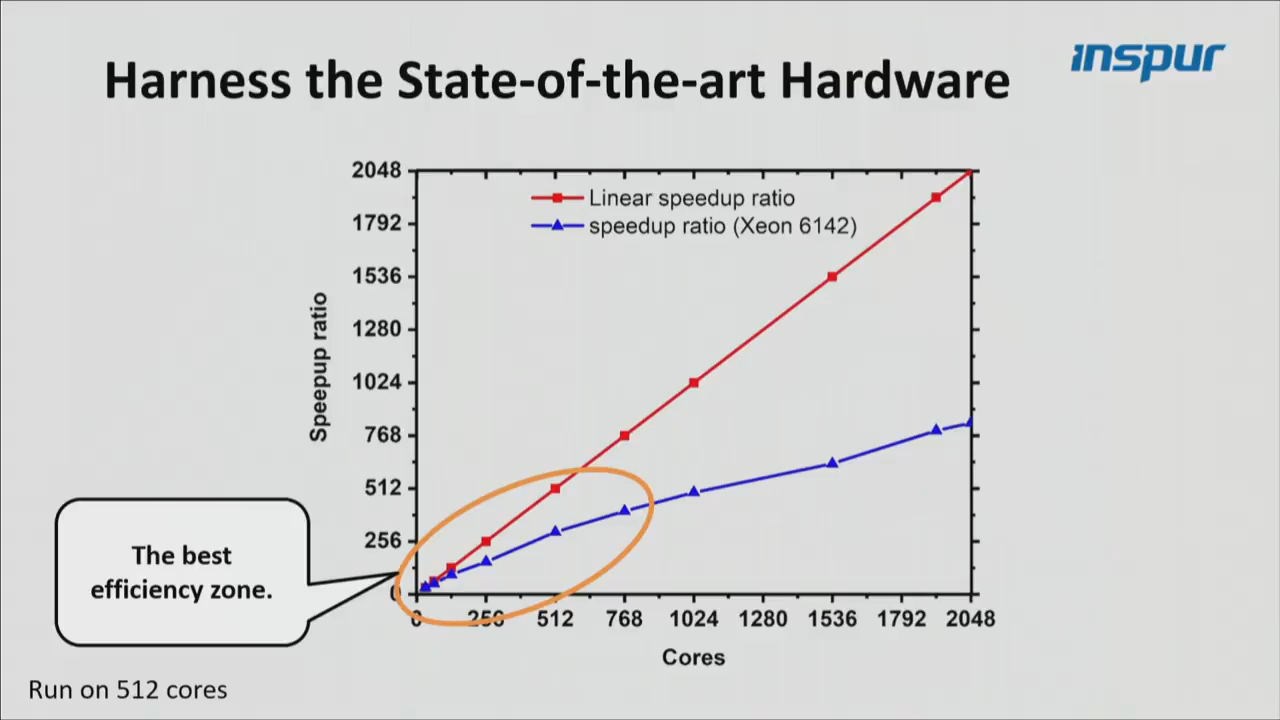 Harness the State-of-the-art Hardware
inspur
2048
1792
1536
1280
1024
768
512
256
0
Speepup ratio
Linear speedup ratio
speedup ratio (Xeon 6142)
0 256 512 768 1024 1280 1536 1792 2048
Cores
The best
efficiency zone.
Run on 512 cores